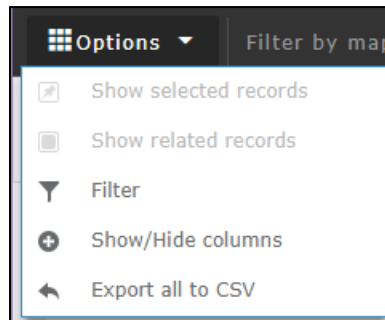 Options Filter by map
Show selected records
Show related records
Filter
Show/Hide columns
Export all to CSV